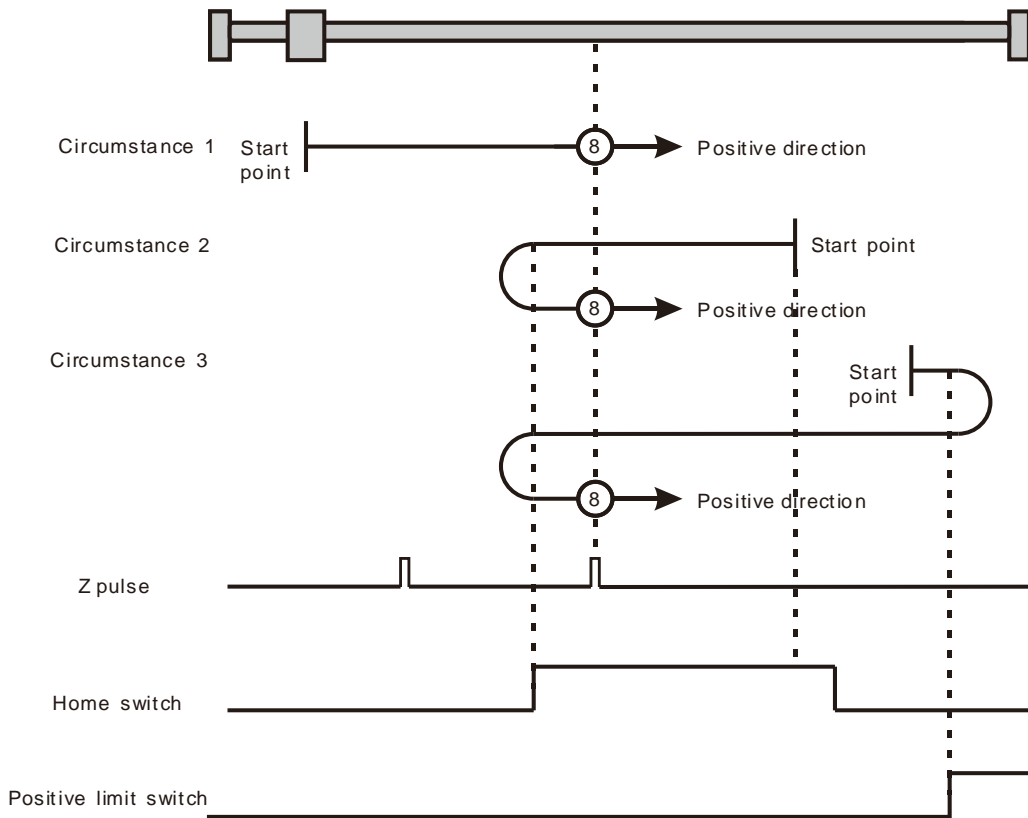 Circumstance 1
Start
point
8
Positive direction
Circumstance 2
Start point
8
Positive direction
Circumstance 3
Start
point
8
Positive direction
Z pulse
Home switch
Positive limit switch